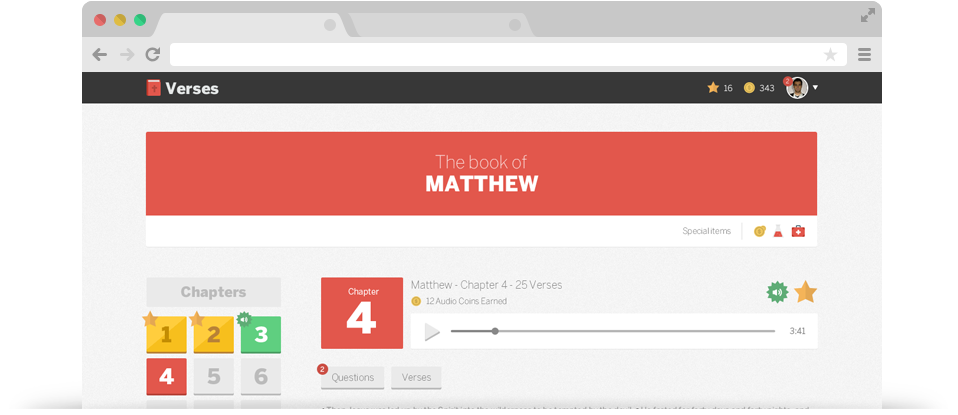 Verses
16
343
2
The book of
MATTHEW
Special items
Chapters
1 2 3
4 5 6
Chapter
4
Matthew - Chapter 4 - 25 Verses
12 Audio Coins Earned
3:41
2
Questions
Verses